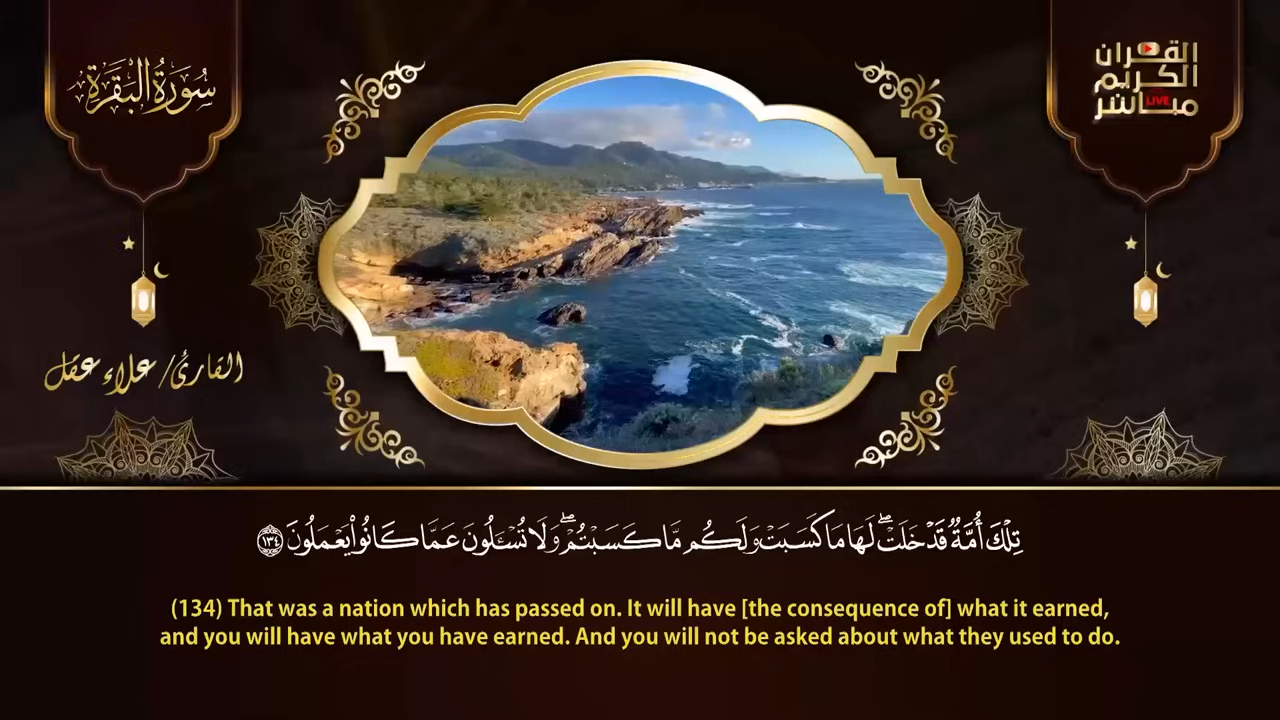 سُورَةُ البَقَرَةِ
القرآن
الكريم
مباشر
LIVE
القارئ/ علاء عقل
تِلْكَ أُمَّةٌ قَدْ خَلَتْ ۖ لَهَا مَا كَسَبَتْ وَلَكُم مَّا كَسَبْتُمْ ۖ وَلَا تُسْـَٔلُونَ عَمَّا كَانُوا۟ يَعْمَلُونَ ١٣٤
(134) That was a nation which has passed on. It will have [the consequence of] what it earned,
and you will have what you have earned. And you will not be asked about what they used to do.